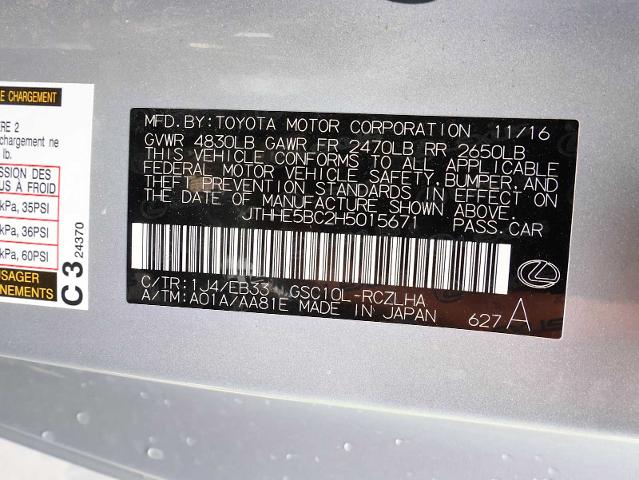 E CHARGEMENT
ÈRE 2
chargement ne
lb.
SSION DES
US À FROID
kPa, 35PSI
kPa, 36PSI
kPa, 60PSI
USAGER
NEMENTS
C3 24370
MFD. BY: TOYOTA MOTOR CORPORATION 11/16
GVWR 4830LB GAWR FR 2470LB RR 2650LB
THIS VEHICLE CONFORMS TO ALL APPLICABLE
FEDERAL MOTOR VEHICLE SAFETY, BUMPER, AND
THEFT PREVENTION STANDARDS IN EFFECT ON
THE DATE OF MANUFACTURE SHOWN ABOVE.
JTHHE5BC2H5015671 PASS. CAR
C/TR: 1J4/EB33 GSC10L-RCZLHA
A/TM: A01A/AA81E MADE IN JAPAN 627 A